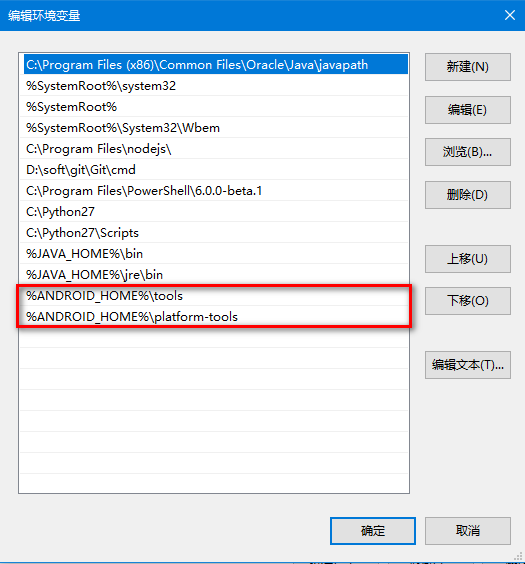 编辑环境变量
C:\Program Files (x86)\Common Files\Oracle\Java\javapath
%SystemRoot%\system32
%SystemRoot%
%SystemRoot%\System32\Wbem
C:\Program Files\nodejs\
D:\soft\git\Git\cmd
C:\Program Files\PowerShell\6.0.0-beta.1
C:\Python27
C:\Python27\Scripts
%JAVA_HOME%\bin
%JAVA_HOME%\jre\bin
%ANDROID_HOME%\tools
%ANDROID_HOME%\platform-tools
新建(N)
编辑(E)
浏览(B)...
删除(D)
上移(U)
下移(O)
编辑文本(T)...
确定
取消